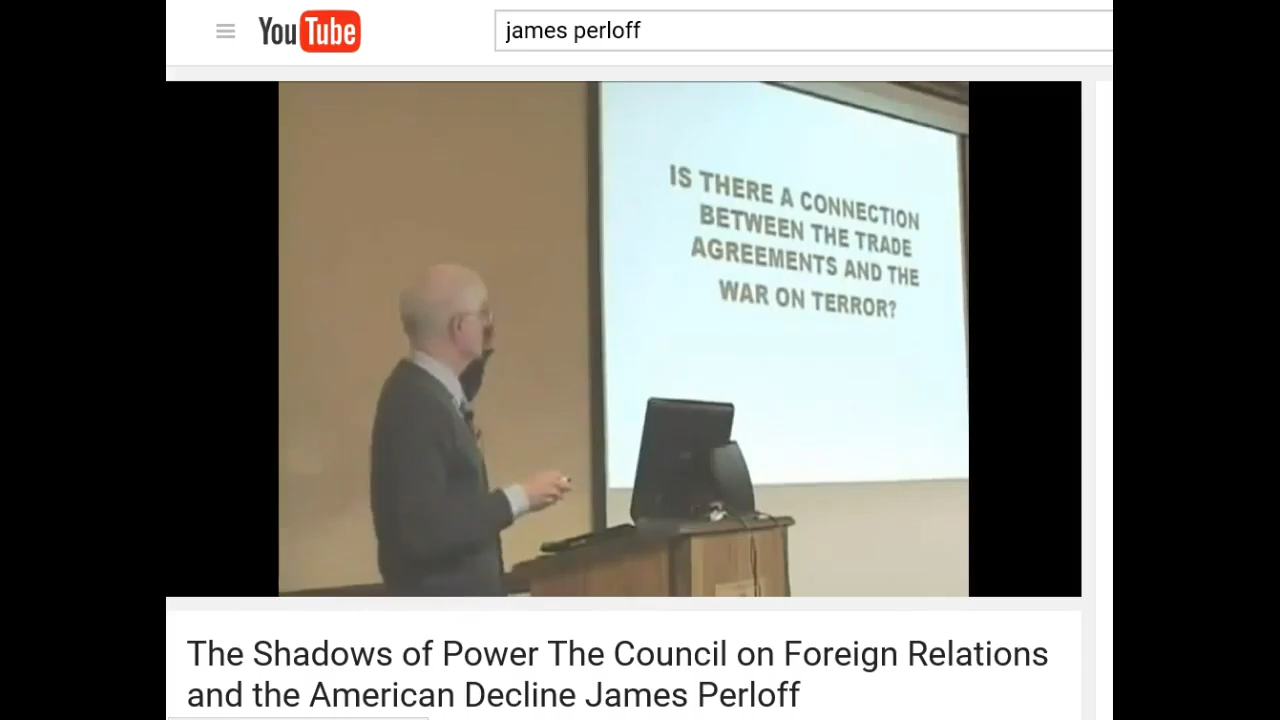 YouTube
james perloff
IS THERE A CONNECTION
BETWEEN THE TRADE
AGREEMENTS AND THE
WAR ON TERROR?
The Shadows of Power The Council on Foreign Relations
and the American Decline James Perloff